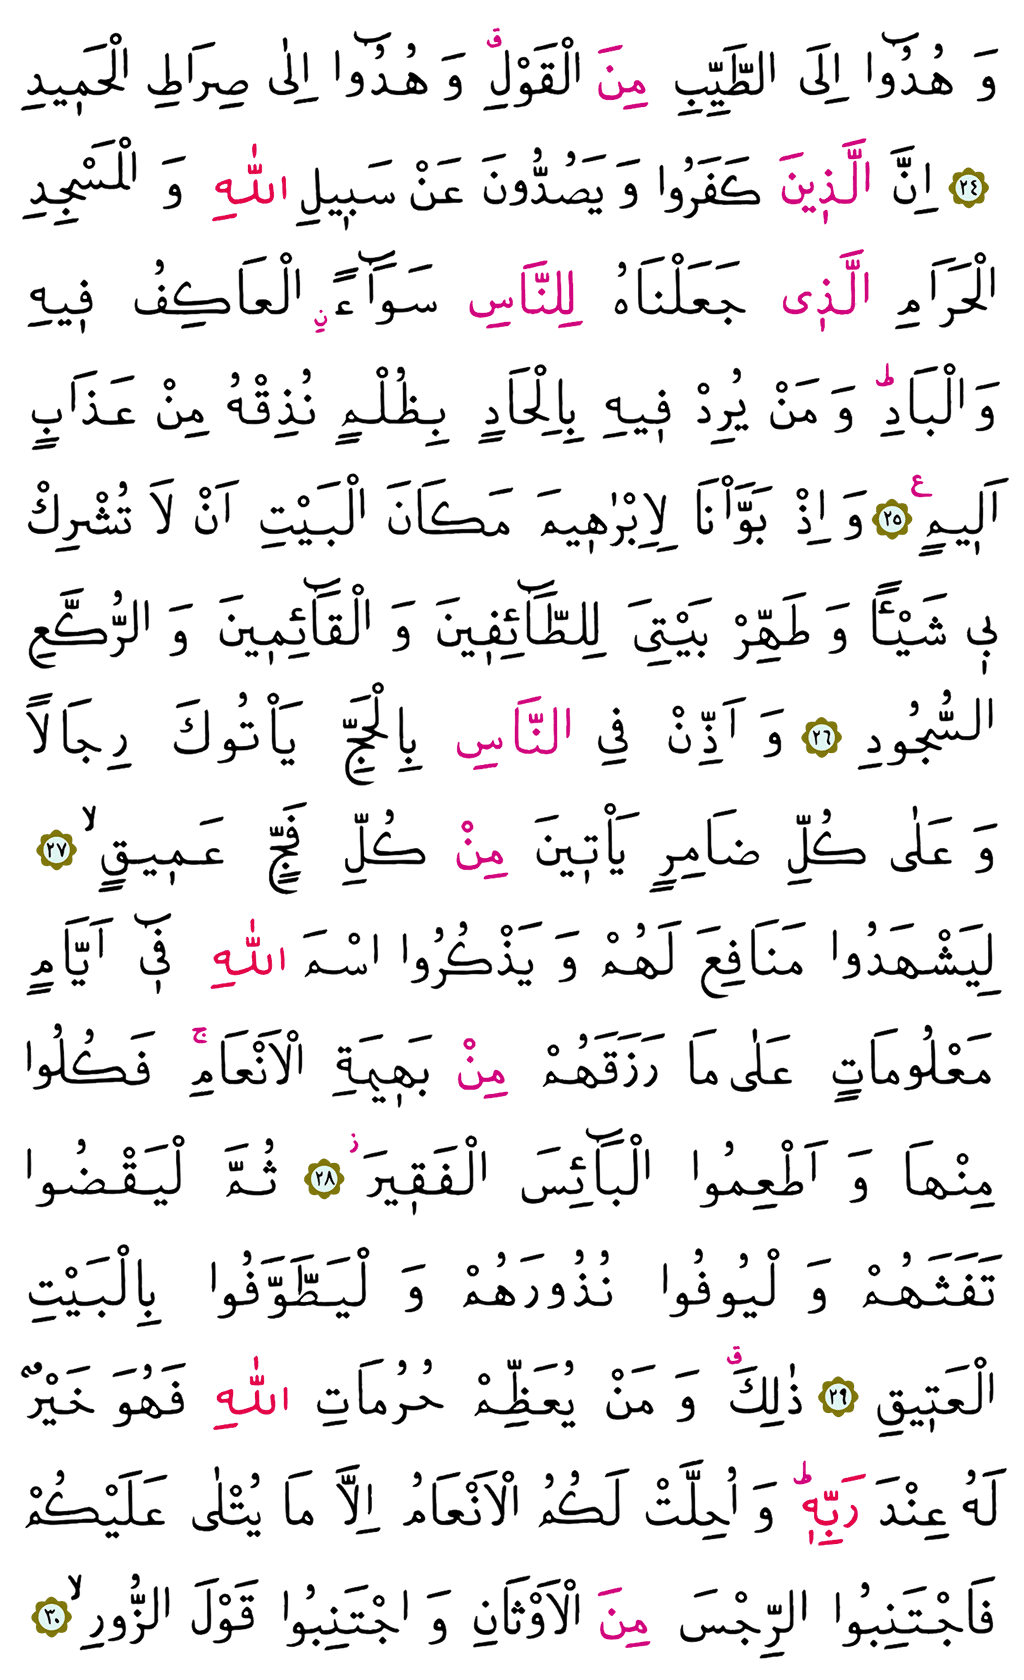 وَ هُدُٓوا اِلَى الطَّيِّبِ مِنَ الْقَوْلِۗ وَ هُدُٓوا اِلٰى صِرَاطِ الْحَمٖيدِ
﴿٢٤﴾ اِنَّ الَّذٖينَ كَفَرُوا وَ يَصُدُّونَ عَنْ سَبٖيلِ اللّٰهِ وَ الْمَسْجِدِ
الْحَرَامِ الَّذٖى جَعَلْنَاهُ لِلنَّاسِ سَوَٓاءًۨ الْعَاكِفُ فٖيهِ
وَ الْبَادِؕ وَ مَنْ يُرِدْ فٖيهِ بِاِلْحَادٍ بِظُلْمٍ نُذِقْهُ مِنْ عَذَابٍ
اَلٖيمٍع ﴿٢٥﴾ وَ اِذْ بَوَّاْنَا لِاِبْرٰهٖيمَ مَكَانَ الْبَيْتِ اَنْ لَا تُشْرِكْ
بٖى شَيْـًٔا وَ طَهِّرْ بَيْتِىَ لِلطَّٓائِفٖينَ وَ الْقَٓائِمٖينَ وَ الرُّكَّعِ
السُّجُودِ ﴿٢٦﴾ وَ اَذِّنْ فِى النَّاسِ بِالْحَجِّ يَاْتُوكَ رِجَالًا
وَ عَلٰى كُلِّ ضَامِرٍ يَاْتٖينَ مِنْ كُلِّ فَجٍّ عَمٖيقٍۙ ﴿٢٧﴾
لِيَشْهَدُوا مَنَافِعَ لَهُمْ وَ يَذْكُرُوا اسْمَ اللّٰهِ فٖٓى اَيَّامٍ
مَعْلُومَاتٍ عَلٰى مَا رَزَقَهُمْ مِنْ بَهٖيمَةِ الْاَنْعَامِۚ فَكُلُوا
مِنْهَا وَ اَطْعِمُوا الْبَٓائِسَ الْفَقٖيرَز ﴿٢٨﴾ ثُمَّ لْيَقْضُوا
تَفَثَهُمْ وَ لْيُوفُوا نُذُورَهُمْ وَ لْيَطَّوَّفُوا بِالْبَيْتِ
الْعَتٖيقِ ﴿٢٩﴾ ذٰلِكَۗ وَ مَنْ يُعَظِّمْ حُرُمَاتِ اللّٰهِ فَهُوَ خَيْرٌ
لَهُ عِنْدَ رَبِّهٖؕ وَ اُحِلَّتْ لَكُمُ الْاَنْعَامُ اِلَّا مَا يُتْلٰى عَلَيْكُمْ
فَاجْتَنِبُوا الرِّجْسَ مِنَ الْاَوْثَانِ وَ اجْتَنِبُوا قَوْلَ الزُّورِۙ ﴿٣٠﴾